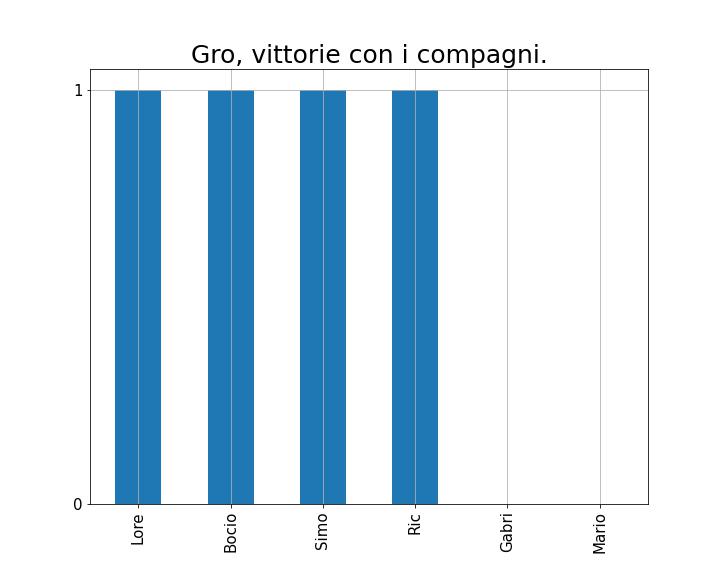 Gro, vittorie con i compagni.
1
0
Lore
Bocio
Simo
Ric
Gabri
Mario